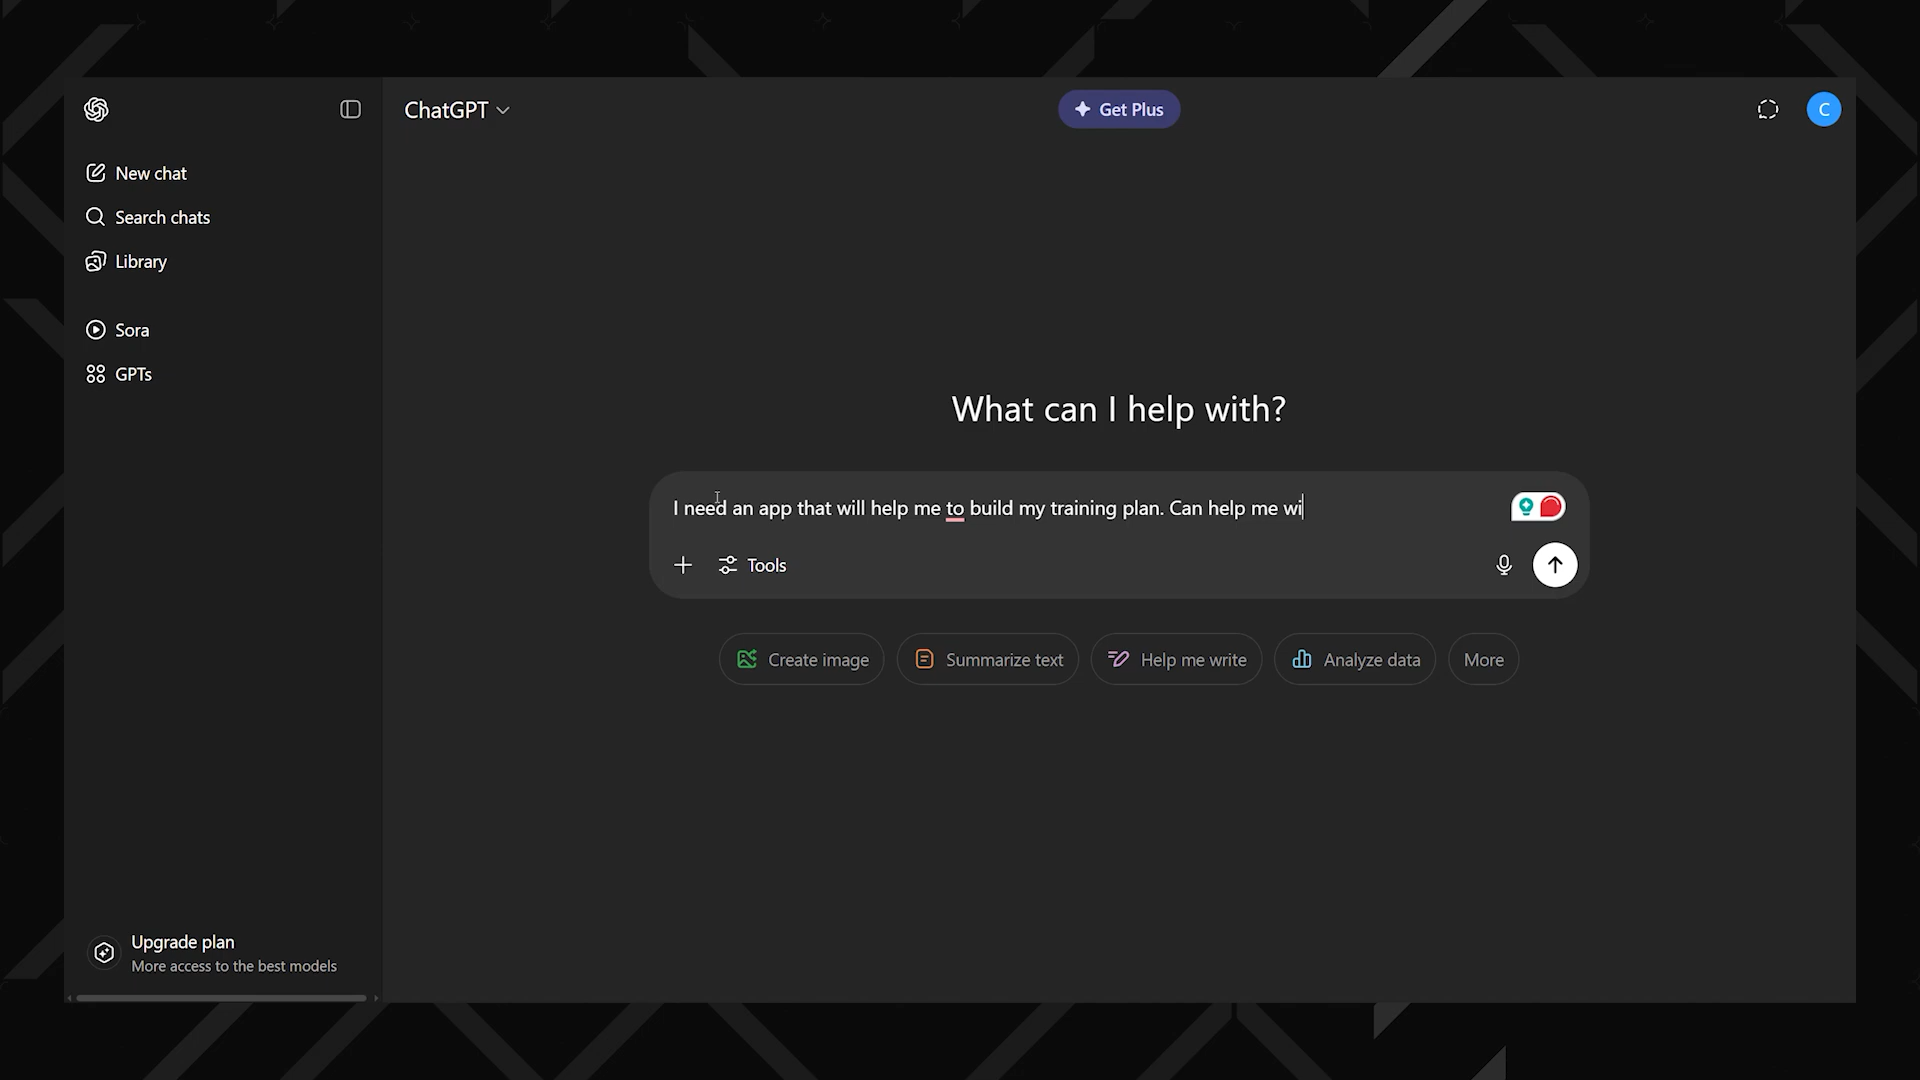 ChatGPT
Get Plus
C
New chat
Search chats
Library
Sora
GPTs
What can I help with?
I need an app that will help me to build my training plan. Can help me wi
Tools
Create image
Summarize text
Help me write
Analyze data
More
Upgrade plan
More access to the best models